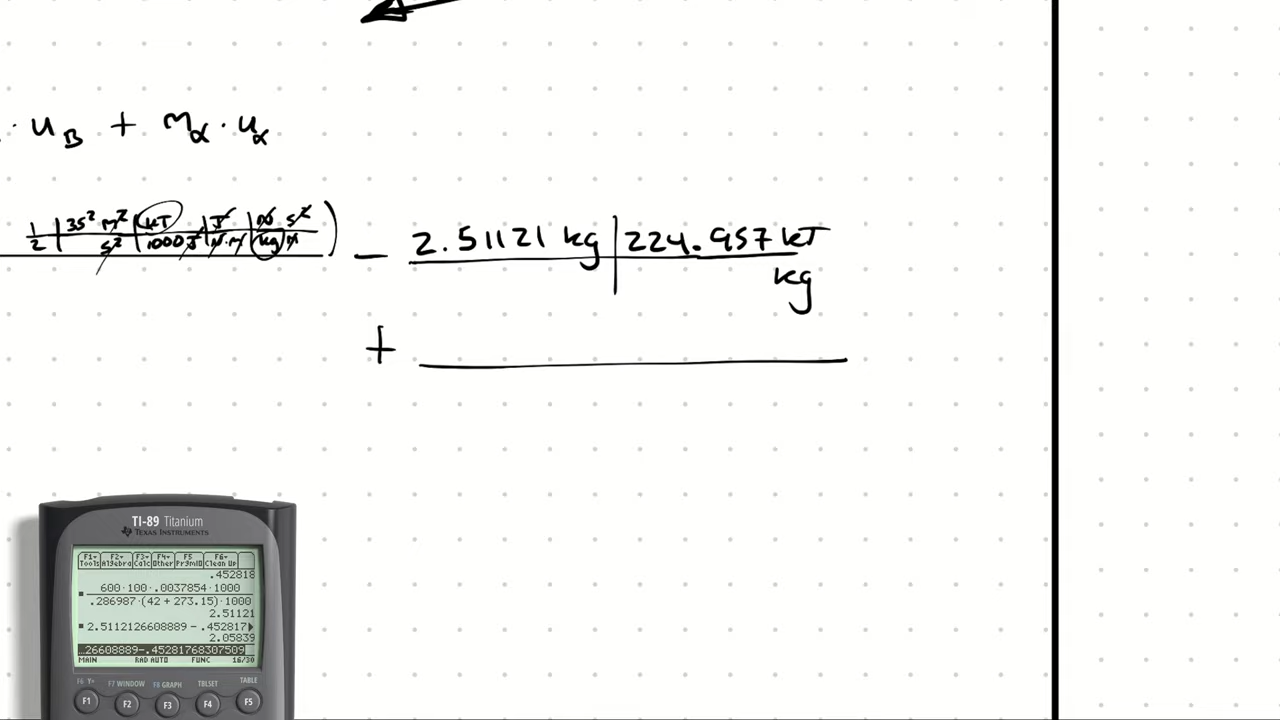 · u_B + m_α · u_α
1/2 | 35² m²/s² | kJ/1000 J | J/N·m | N s²/kg m ) − 2.51121 kg | 224.957 kJ/kg
+
TI-89 Titanium
TEXAS INSTRUMENTS
F1▾ Tools F2▾ Algebra F3▾ Calc F4▾ Other F5 PrgmIO F6▾ Clean Up
.452818
600·100·.0037854·1000
.286987·(42 + 273.15)·1000
2.51121
2.5112126608889 - .452817▸
2.05839
26608889-.45281768307509
MAIN RAD AUTO FUNC 16/30
F6 Y= F7 WINDOW F8 GRAPH TBLSET TABLE
F1 F2 F3 F4 F5